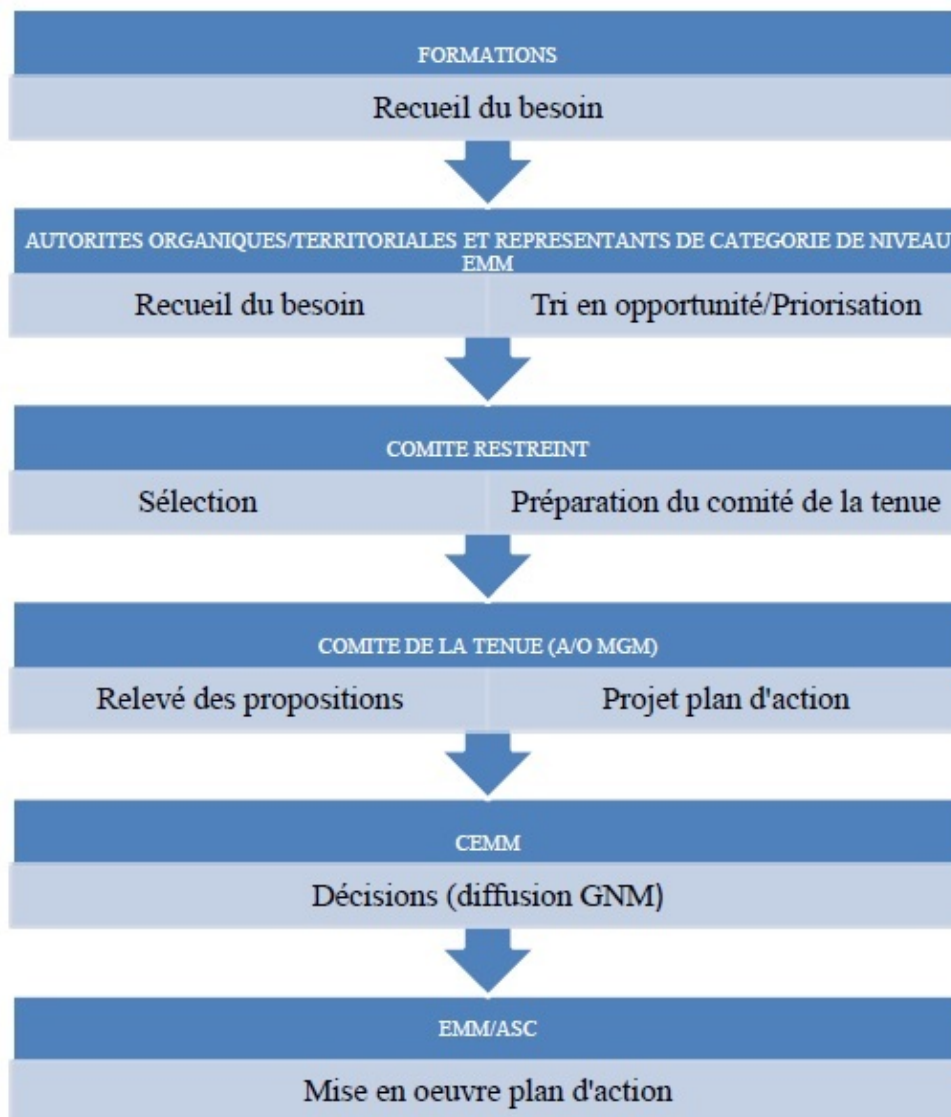 FORMATIONS
Recueil du besoin
AUTORITES ORGANIQUES/TERRITORIALES ET REPRESENTANTS DE CATEGORIE DE NIVEAU
EMM
Recueil du besoin
Tri en opportunité/Priorisation
COMITE RESTREINT
Sélection
Préparation du comité de la tenue
COMITE DE LA TENUE (A/O MGM)
Relevé des propositions
Projet plan d'action
CEMM
Décisions (diffusion GNM)
EMM/ASC
Mise en oeuvre plan d'action